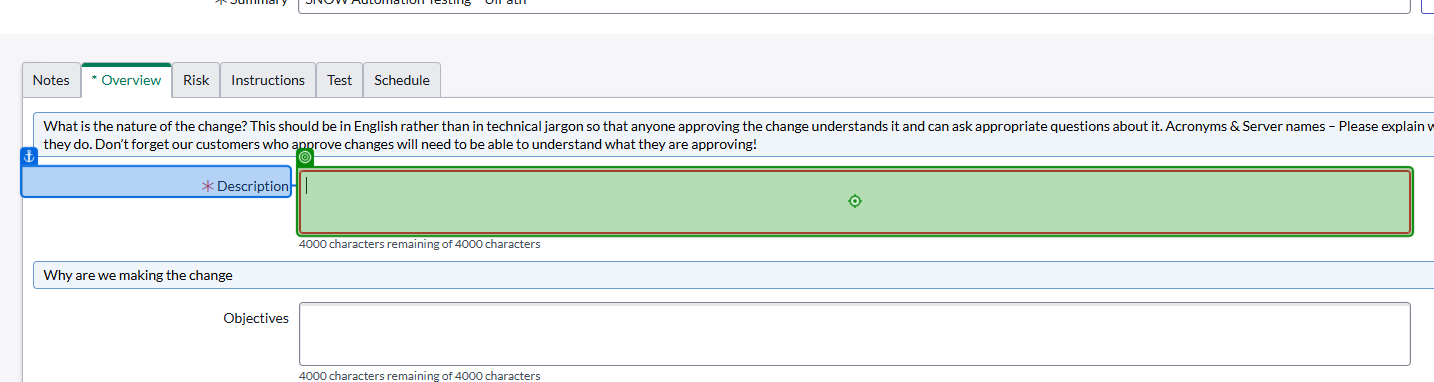 * Summary SNOW Automation Testing - UiPath
Notes * Overview Risk Instructions Test Schedule
What is the nature of the change? This should be in English rather than in technical jargon so that anyone approving the change understands it and can ask appropriate questions about it. Acronyms & Server names – Please explain w
they do. Don't forget our customers who approve changes will need to be able to understand what they are approving!
* Description
4000 characters remaining of 4000 characters
Why are we making the change
Objectives
4000 characters remaining of 4000 characters